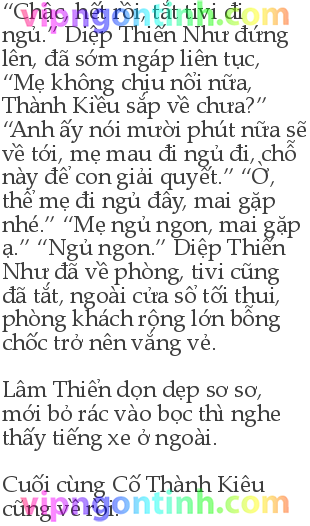 “Chậc, hết rồi, tắt tivi đi
ngủ.” Diệp Thiến Như đứng
lên, đã sớm ngáp liên tục,
“Mẹ không chịu nổi nữa,
Thành Kiều sắp về chưa?”
“Anh ấy nói mười phút nữa sẽ
về tới, mẹ mau đi ngủ đi, chỗ
này để con giải quyết.” “Ờ,
thế mẹ đi ngủ đây, mai gặp
nhé.” “Mẹ ngủ ngon, mai gặp
ạ.” “Ngủ ngon.” Diệp Thiến
Như đã về phòng, tivi cũng
đã tắt, ngoài cửa sổ tối thui,
phòng khách rộng lớn bỗng
chốc trở nên vắng vẻ.
Lâm Thiển dọn dẹp sơ sơ,
mới bỏ rác vào bọc thì nghe
thấy tiếng xe ở ngoài.
Cuối cùng Cố Thành Kiêu
cũng về rồi.
vipngontinh.com
vipngontinh.com